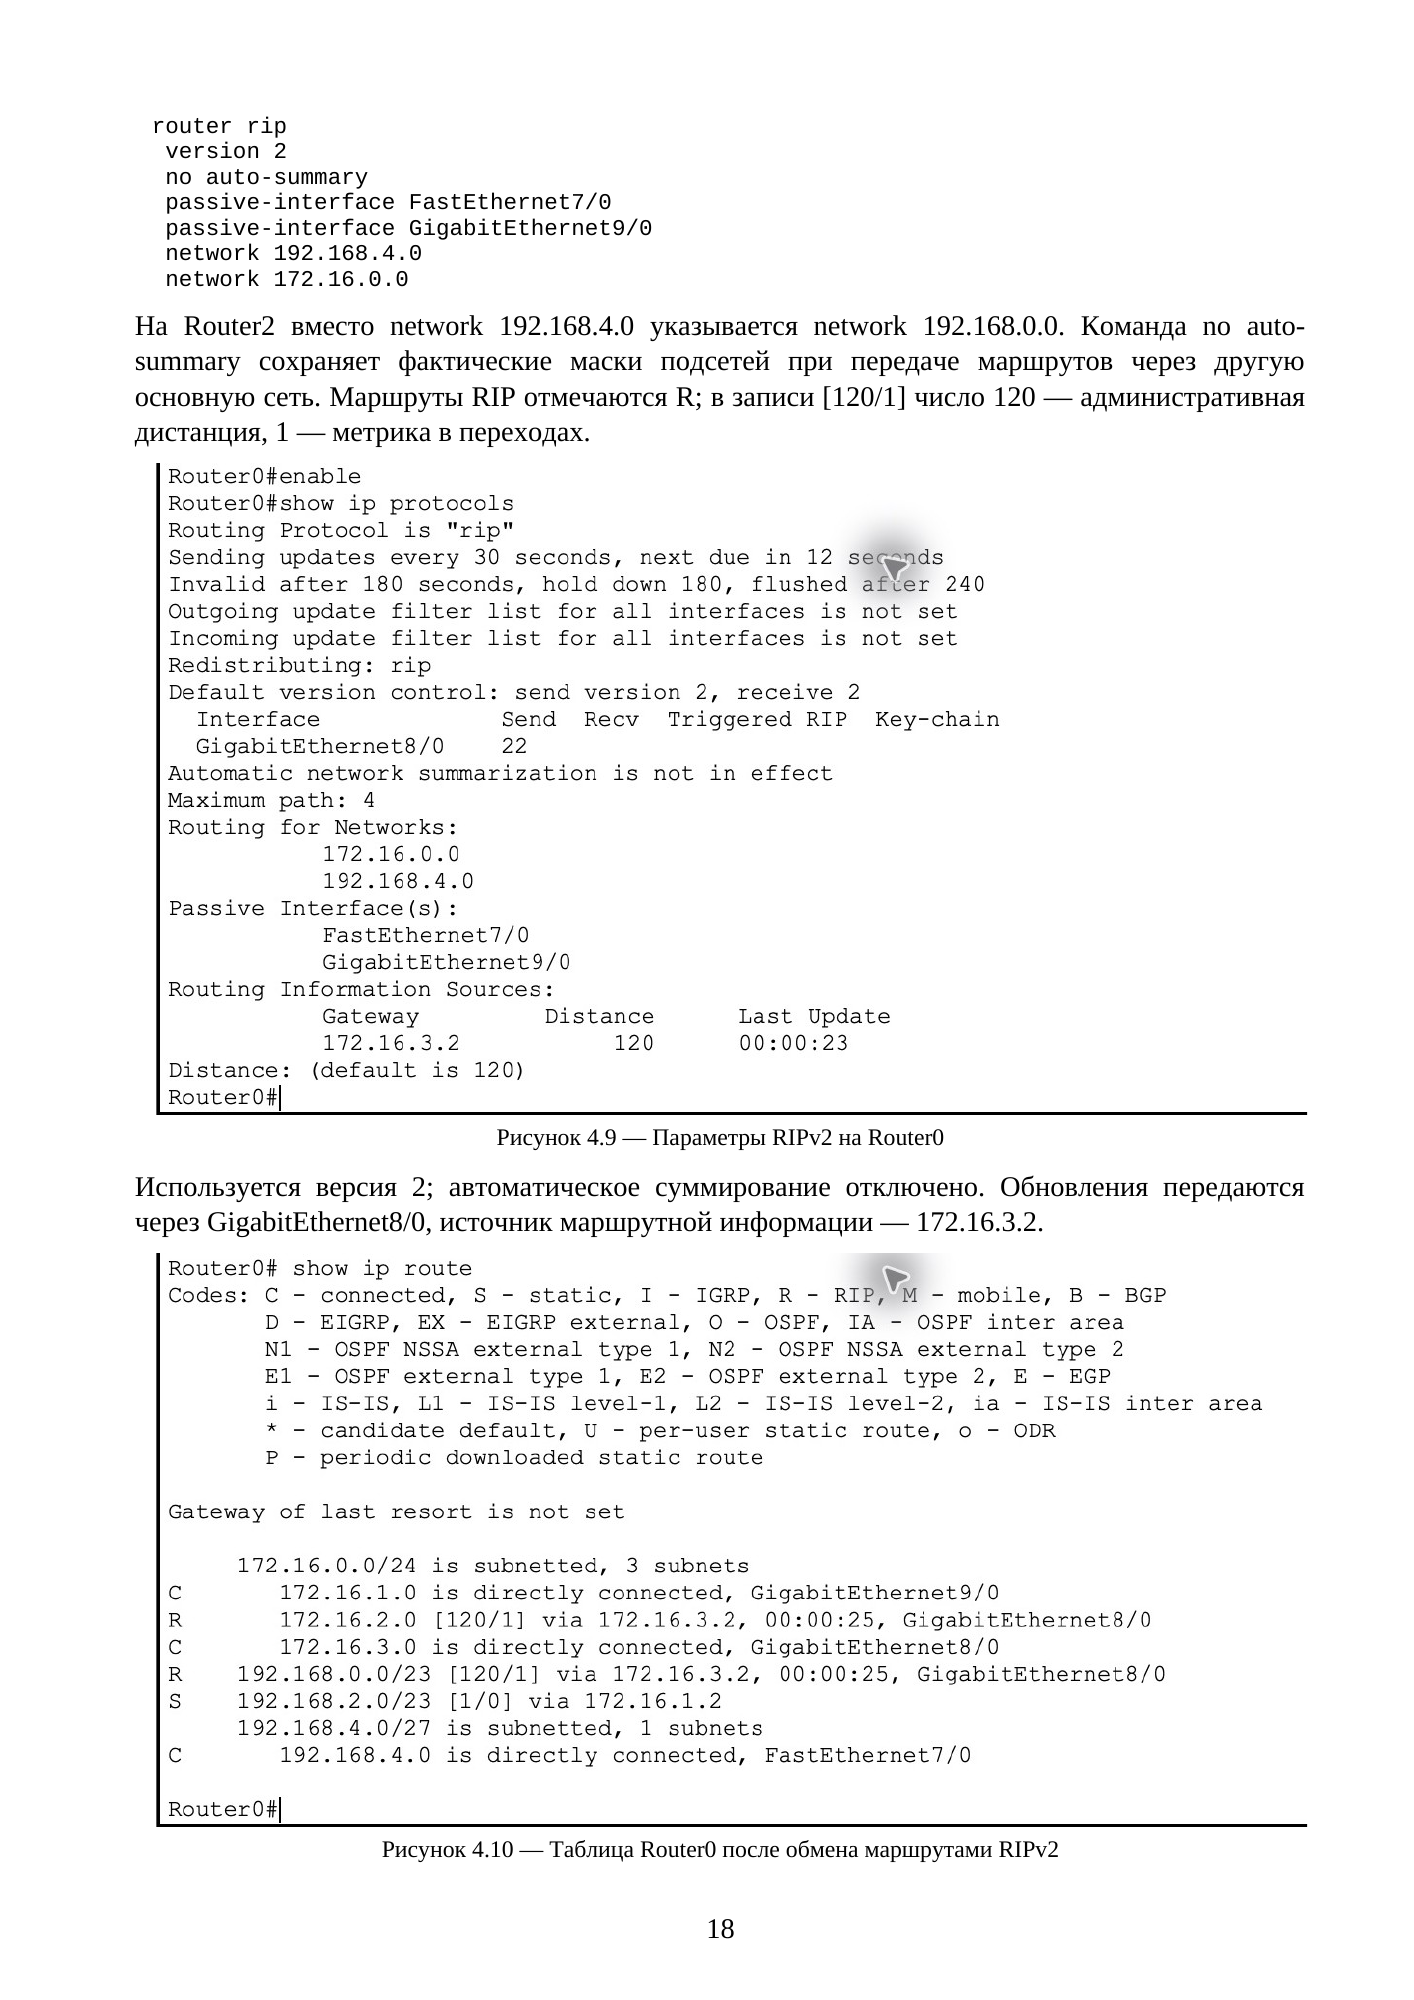 router rip
version 2
no auto-summary
passive-interface FastEthernet7/0
passive-interface GigabitEthernet9/0
network 192.168.4.0
network 172.16.0.0
На Router2 вместо network 192.168.4.0 указывается network 192.168.0.0. Команда no auto-
summary сохраняет фактические маски подсетей при передаче маршрутов через другую
основную сеть. Маршруты RIP отмечаются R; в записи [120/1] число 120 — административная
дистанция, 1 — метрика в переходах.
Router0#enable
Router0#show ip protocols
Routing Protocol is "rip"
Sending updates every 30 seconds, next due in 12 seconds
Invalid after 180 seconds, hold down 180, flushed after 240
Outgoing update filter list for all interfaces is not set
Incoming update filter list for all interfaces is not set
Redistributing: rip
Default version control: send version 2, receive 2
Interface Send Recv Triggered RIP Key-chain
GigabitEthernet8/0 22
Automatic network summarization is not in effect
Maximum path: 4
Routing for Networks:
172.16.0.0
192.168.4.0
Passive Interface(s):
FastEthernet7/0
GigabitEthernet9/0
Routing Information Sources:
Gateway Distance Last Update
172.16.3.2 120 00:00:23
Distance: (default is 120)
Router0#
Рисунок 4.9 — Параметры RIPv2 на Router0
Используется версия 2; автоматическое суммирование отключено. Обновления передаются
через GigabitEthernet8/0, источник маршрутной информации — 172.16.3.2.
Router0# show ip route
Codes: C - connected, S - static, I - IGRP, R - RIP, M - mobile, B - BGP
D - EIGRP, EX - EIGRP external, O - OSPF, IA - OSPF inter area
N1 - OSPF NSSA external type 1, N2 - OSPF NSSA external type 2
E1 - OSPF external type 1, E2 - OSPF external type 2, E - EGP
i - IS-IS, L1 - IS-IS level-1, L2 - IS-IS level-2, ia - IS-IS inter area
* - candidate default, U - per-user static route, o - ODR
P - periodic downloaded static route
Gateway of last resort is not set
172.16.0.0/24 is subnetted, 3 subnets
C 172.16.1.0 is directly connected, GigabitEthernet9/0
R 172.16.2.0 [120/1] via 172.16.3.2, 00:00:25, GigabitEthernet8/0
C 172.16.3.0 is directly connected, GigabitEthernet8/0
R 192.168.0.0/23 [120/1] via 172.16.3.2, 00:00:25, GigabitEthernet8/0
S 192.168.2.0/23 [1/0] via 172.16.1.2
192.168.4.0/27 is subnetted, 1 subnets
C 192.168.4.0 is directly connected, FastEthernet7/0
Router0#
Рисунок 4.10 — Таблица Router0 после обмена маршрутами RIPv2
18